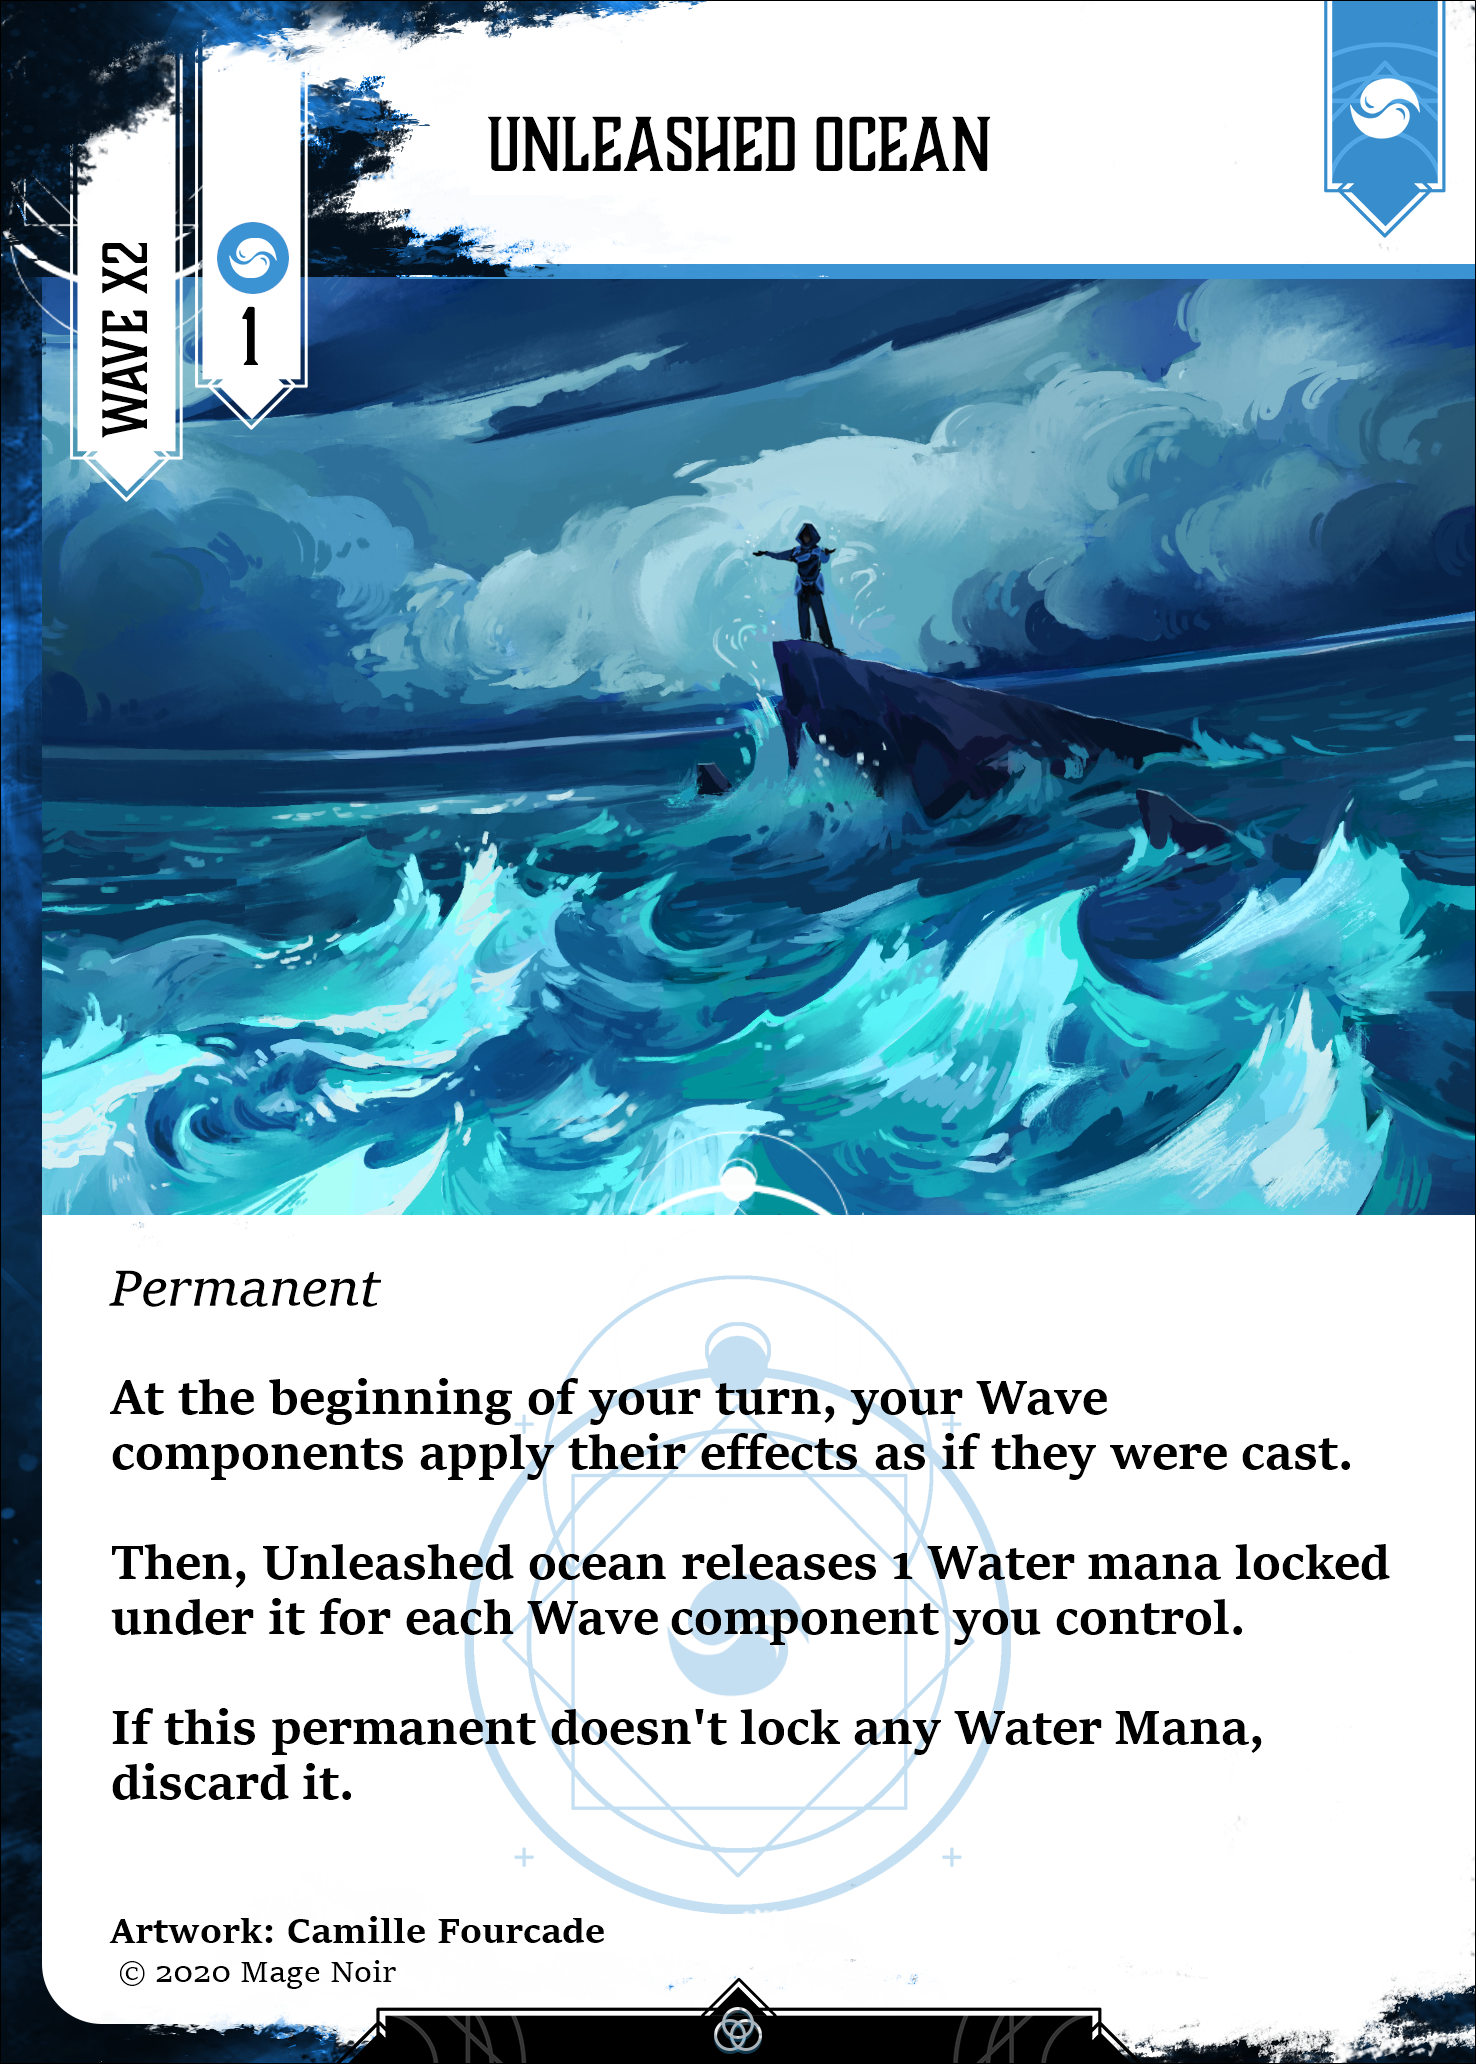 UNLEASHED OCEAN
WAVE X2
1
Permanent
At the beginning of your turn, your Wave
components apply their effects as if they were cast.
Then, Unleashed ocean releases 1 Water mana locked
under it for each Wave component you control.
If this permanent doesn't lock any Water Mana,
discard it.
Artwork: Camille Fourcade
© 2020 Mage Noir